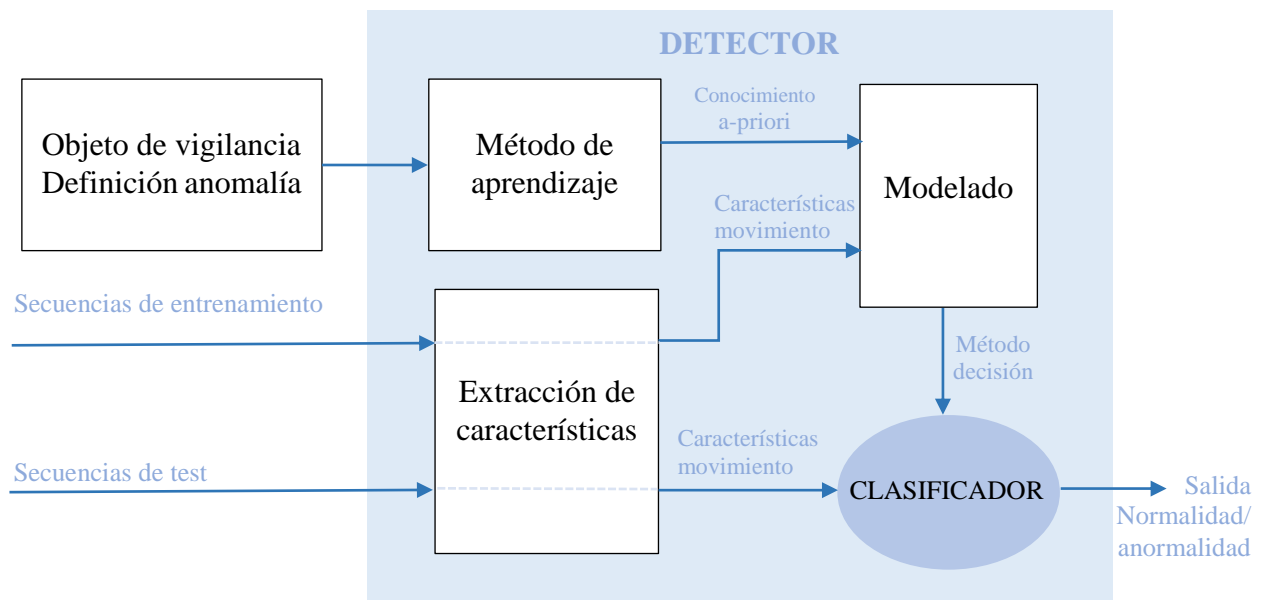 DETECTOR
Objeto de vigilancia
Definición anomalía
Método de
aprendizaje
Conocimiento
a-priori
Modelado
Características
movimiento
Secuencias de entrenamiento
Extracción de
características
Método
decisión
Secuencias de test
Características
movimiento
CLASIFICADOR
Salida
Normalidad/
anormalidad